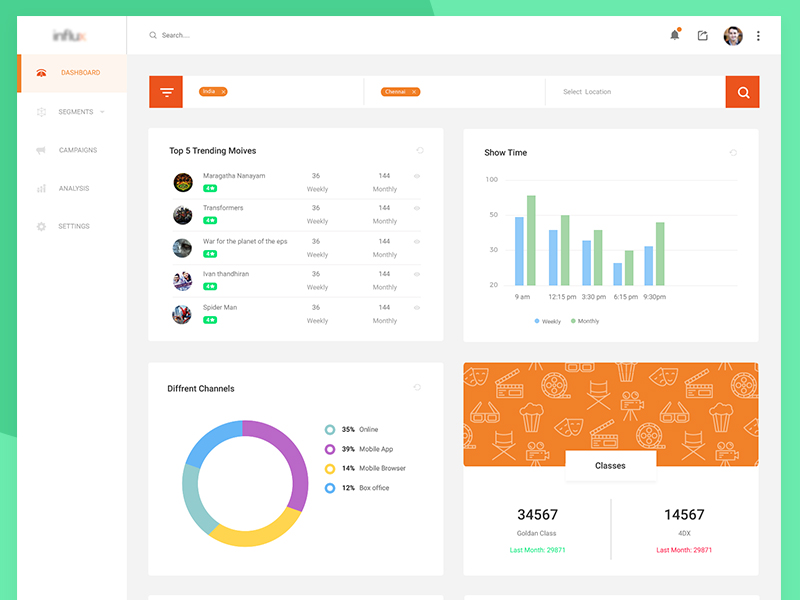 influx
Search....
DASHBOARD
SEGMENTS
CAMPAIGNS
ANALYSIS
SETTINGS
India x
Chennai x
Select Location
Top 5 Trending Moives
Maragatha Nanayam 36 144
4★ Weekly Monthly
Transformers 36 144
4★ Weekly Monthly
War for the planet of the eps 36 144
4★ Weekly Monthly
Ivan thandhiran 36 144
4★ Weekly Monthly
Spider Man 36 144
4★ Weekly Monthly
Show Time
100
50
30
20
9 am 12:15 pm 3:30 pm 6:15 pm 9:30pm
Weekly Monthly
Diffrent Channels
35% Online
39% Mobile App
14% Mobile Browser
12% Box office
Classes
34567 14567
Goldan Class 4DX
Last Month: 29871 Last Month: 29871